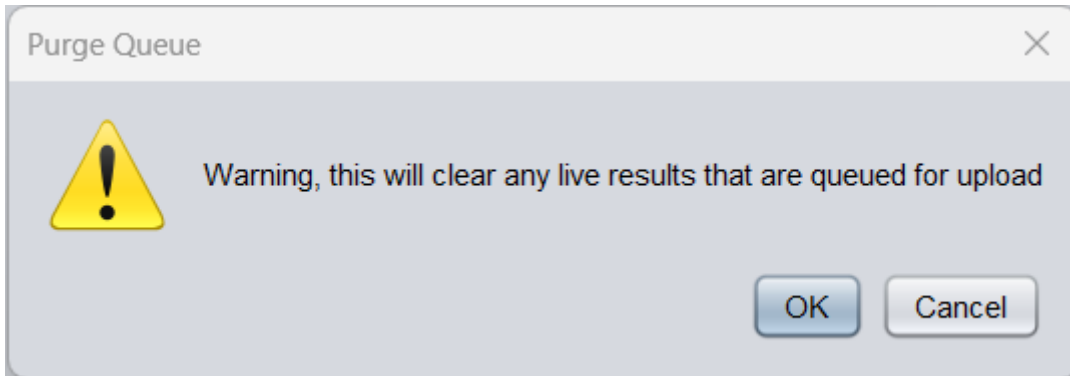 Purge Queue
Warning, this will clear any live results that are queued for upload
OK Cancel